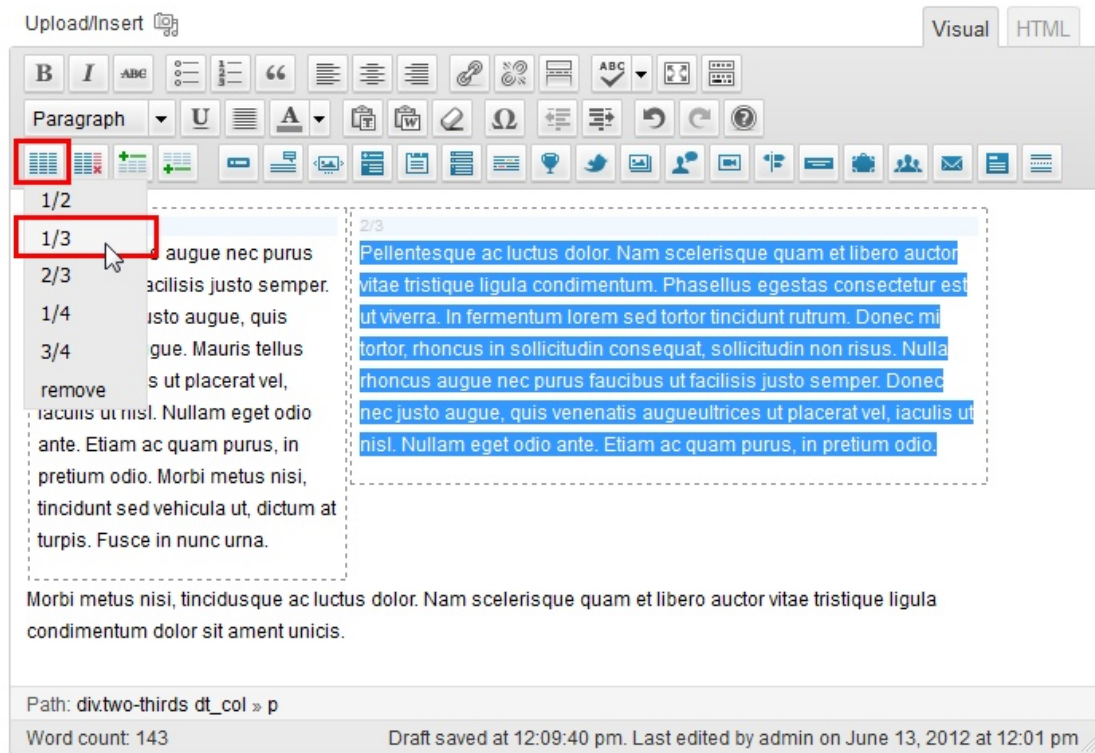 Upload/Insert
Visual
HTML
B I ABC
ABC
Paragraph
U
A
Ω
1/2
1/3
2/3
1/4
3/4
remove
augue nec purus
acilisis justo semper.
usto augue, quis
gue. Mauris tellus
s ut placerat vel,
iaculis ut nisl. Nullam eget odio
ante. Etiam ac quam purus, in
pretium odio. Morbi metus nisi,
tincidunt sed vehicula ut, dictum at
turpis. Fusce in nunc urna.
2/3
Pellentesque ac luctus dolor. Nam scelerisque quam et libero auctor
vitae tristique ligula condimentum. Phasellus egestas consectetur est
ut viverra. In fermentum lorem sed tortor tincidunt rutrum. Donec mi
tortor, rhoncus in sollicitudin consequat, sollicitudin non risus. Nulla
rhoncus augue nec purus faucibus ut facilisis justo semper. Donec
nec justo augue, quis venenatis augueultrices ut placerat vel, iaculis ut
nisl. Nullam eget odio ante. Etiam ac quam purus, in pretium odio.
Morbi metus nisi, tincidusque ac luctus dolor. Nam scelerisque quam et libero auctor vitae tristique ligula
condimentum dolor sit ament unicis.
Path: div.two-thirds dt_col » p
Word count: 143
Draft saved at 12:09:40 pm. Last edited by admin on June 13, 2012 at 12:01 pm